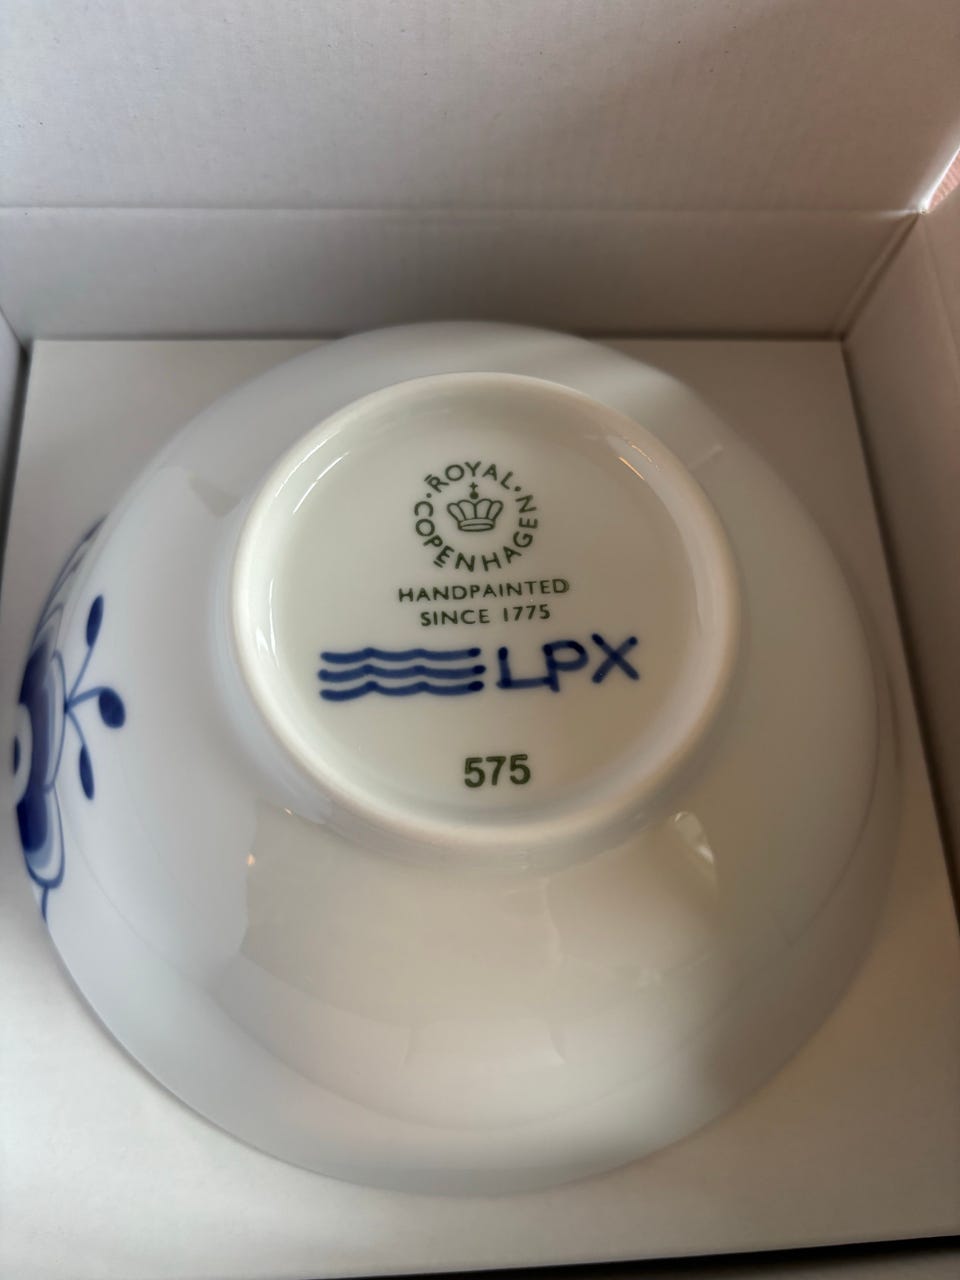 ROYAL COPENHAGEN
HANDPAINTED
SINCE 1775
LPX
575